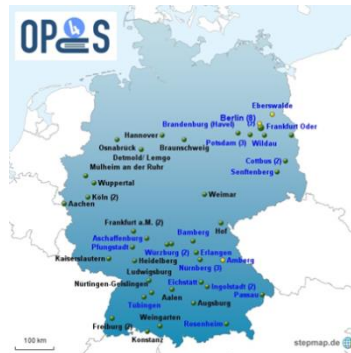 OPUS 4
Eberswalde
Berlin (8)
Brandenburg (Havel)
Frankfurt Oder
Hannover
Potsdam (3)
Wildau
Osnabrück
Braunschweig
Detmold/ Lemgo
Cottbus (2)
Mülheim an der Ruhr
Senftenberg
Wuppertal
Weimar
Köln (2)
Aachen
Frankfurt a.M. (2)
Hof
Aschaffenburg
Bamberg
Pfungstadt
Würzburg (2)
Erlangen
Kaiserslautern
Heidelberg
Amberg
Nürnberg (3)
Ludwigsburg
Eichstätt
Ingolstadt (2)
Nürtingen-Geislingen
Passau
Aalen
Tübingen
Augsburg
Weingarten
Freiburg (2)
Rosenheim
Konstanz
100 km
stepmap.de